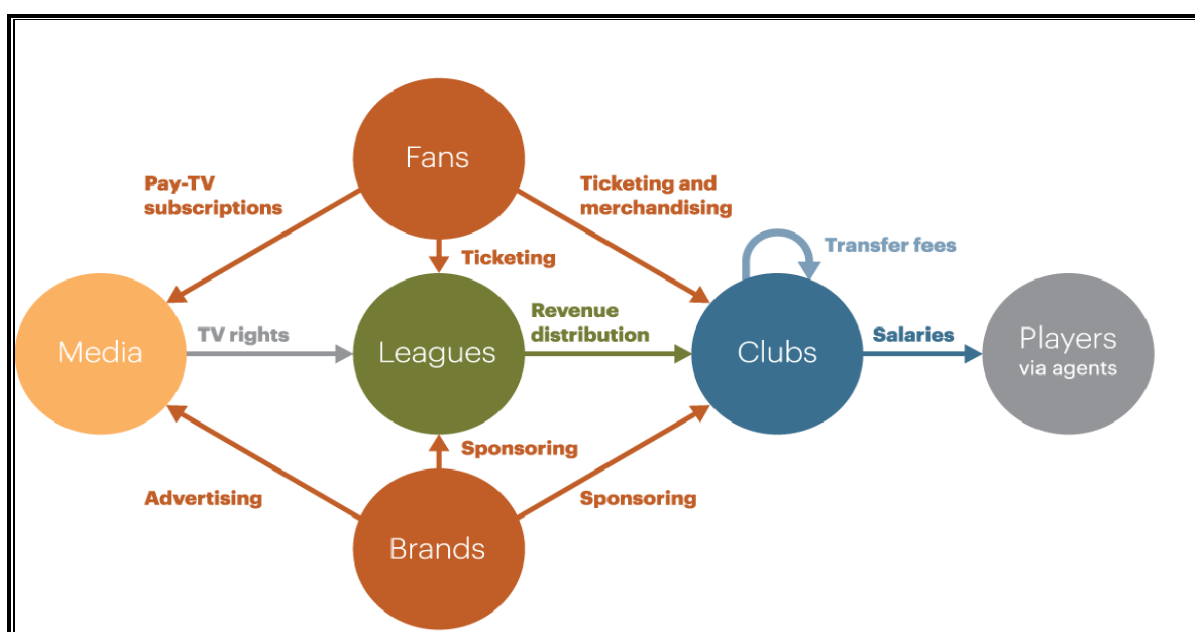 Fans
Pay-TV
subscriptions
Ticketing and
merchandising
Transfer fees
Ticketing
Media
TV rights
Leagues
Revenue
distribution
Clubs
Salaries
Players
via agents
Sponsoring
Advertising
Sponsoring
Brands